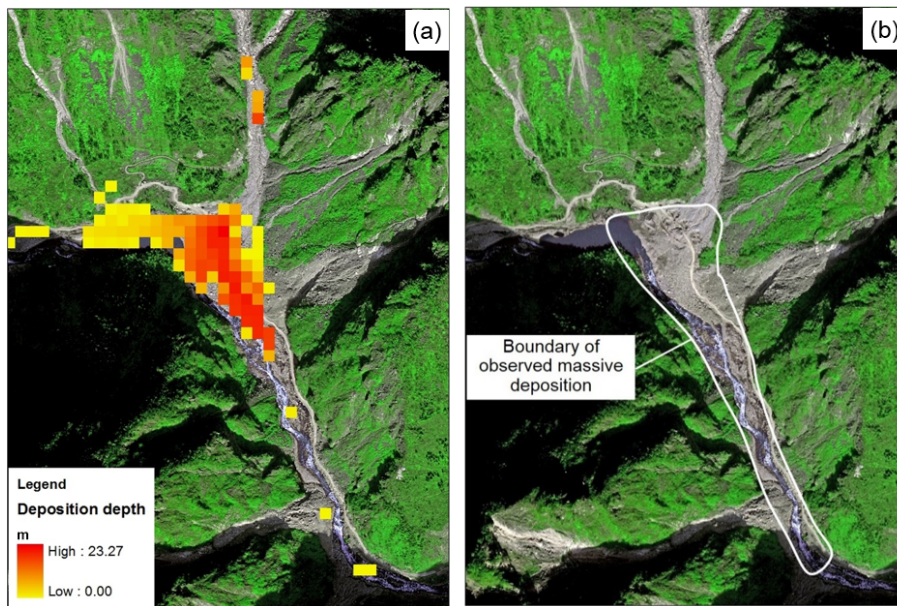 (a)
(b)
Boundary of
observed massive
deposition
Legend
Deposition depth
m
High : 23.27
Low : 0.00